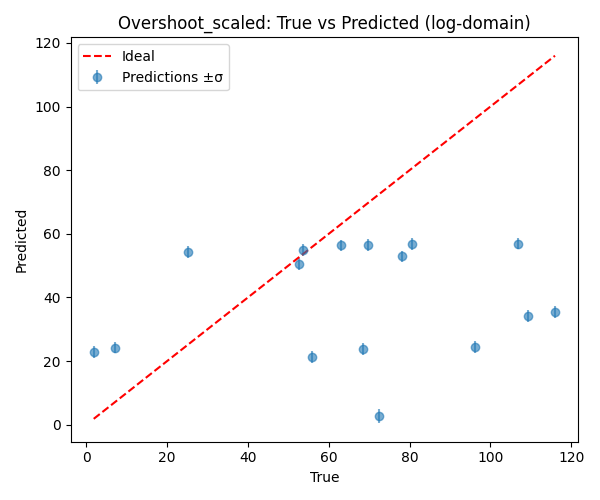 Overshoot_scaled: True vs Predicted (log-domain)
Ideal
Predictions ±σ
120
100
80
60
40
20
0
Predicted
0 20 40 60 80 100 120
True